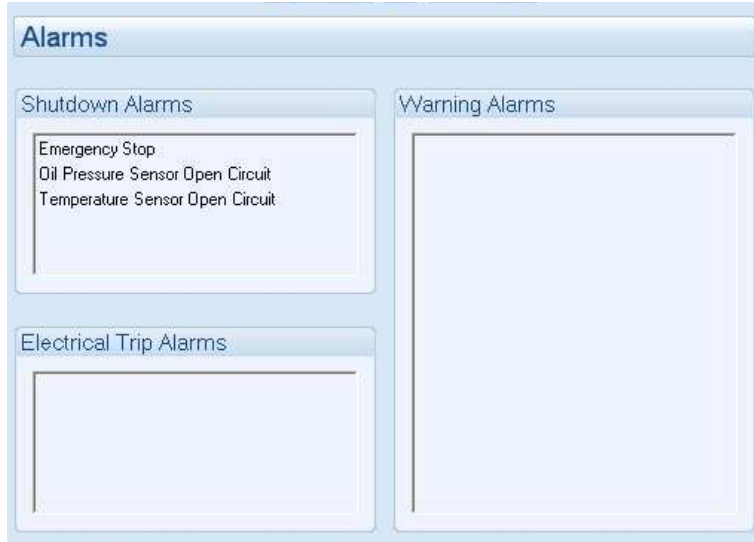 Alarms
Shutdown Alarms
Emergency Stop
Oil Pressure Sensor Open Circuit
Temperature Sensor Open Circuit
Electrical Trip Alarms
Warning Alarms